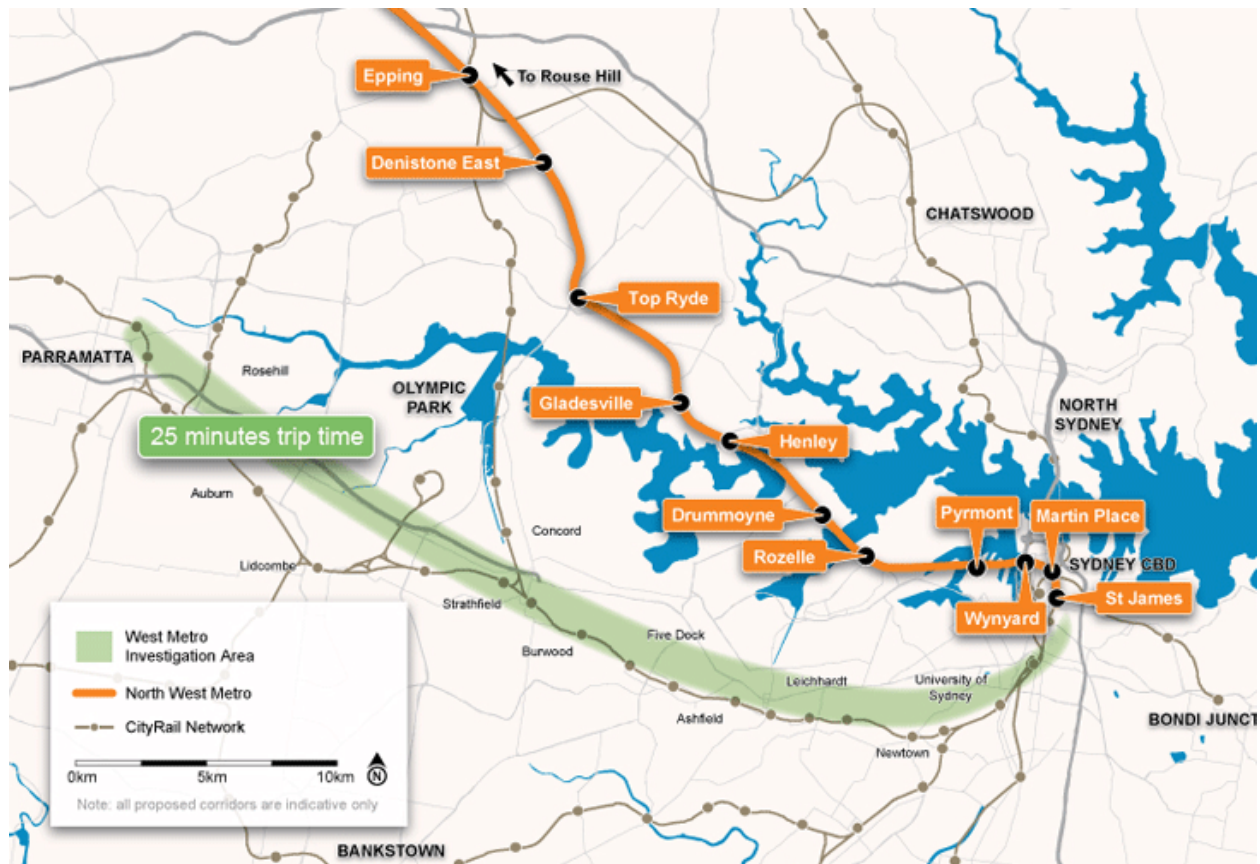 Epping
To Rouse Hill
Denistone East
CHATSWOOD
Top Ryde
PARRAMATTA
Rosehill
OLYMPIC
PARK
Gladesville
NORTH
SYDNEY
25 minutes trip time
Henley
Auburn
Drummoyne
Pyrmont
Martin Place
Concord
Rozelle
SYDNEY CBD
Lidcombe
St James
Strathfield
Wynyard
Five Dock
Burwood
Leichhardt
University of
Sydney
Ashfield
BONDI JUNCT
Newtown
West Metro
Investigation Area
North West Metro
CityRail Network
0km 5km 10km
N
Note: all proposed corridors are indicative only
BANKSTOWN